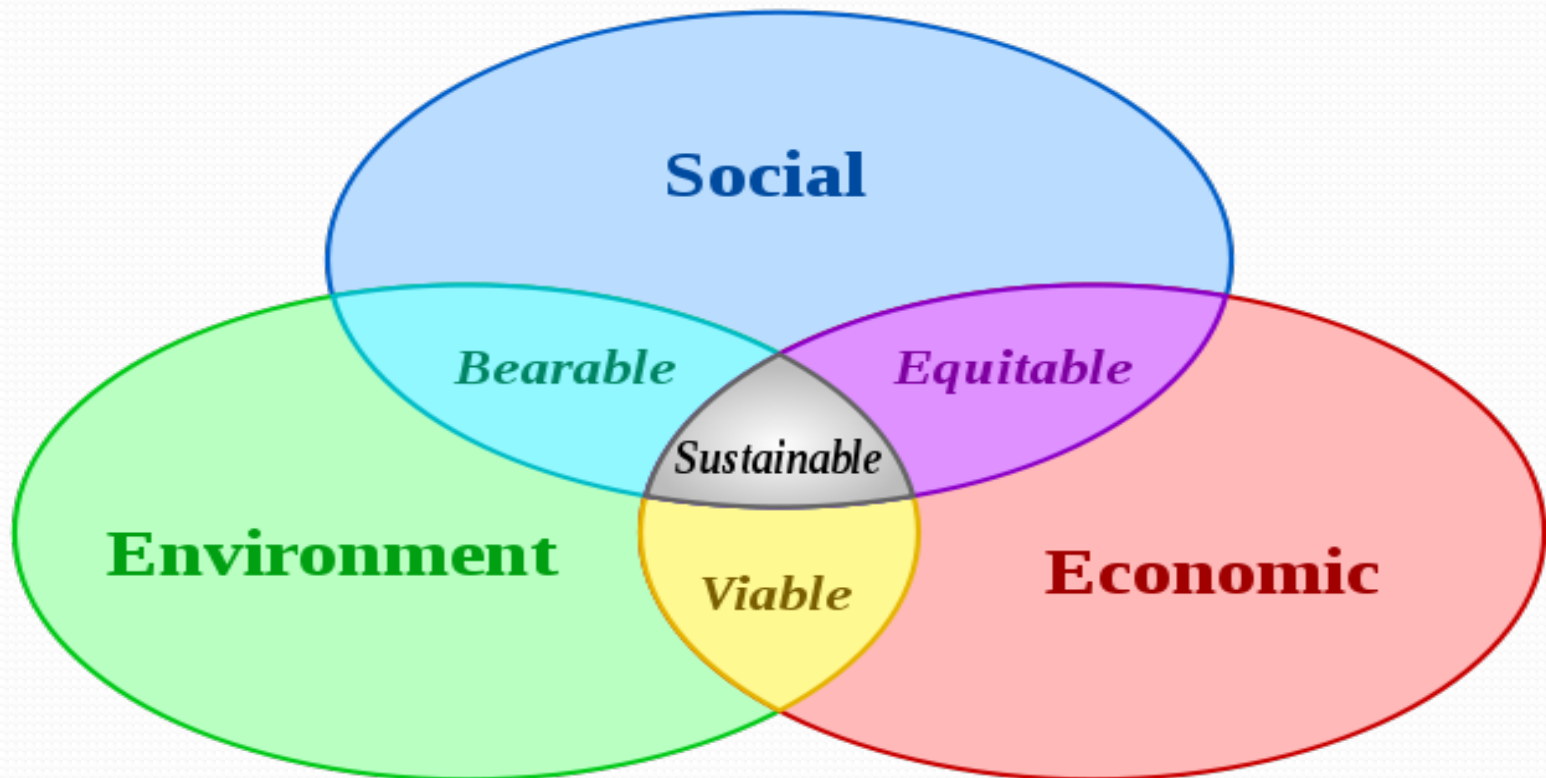 Social
Bearable
Equitable
Sustainable
Environment
Economic
Viable